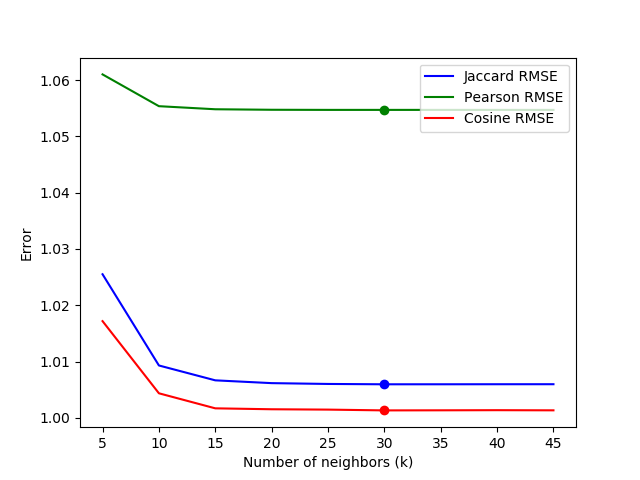 Jaccard RMSE
Pearson RMSE
Cosine RMSE
1.06
1.05
1.04
1.03
1.02
1.01
1.00
Error
5 10 15 20 25 30 35 40 45
Number of neighbors (k)